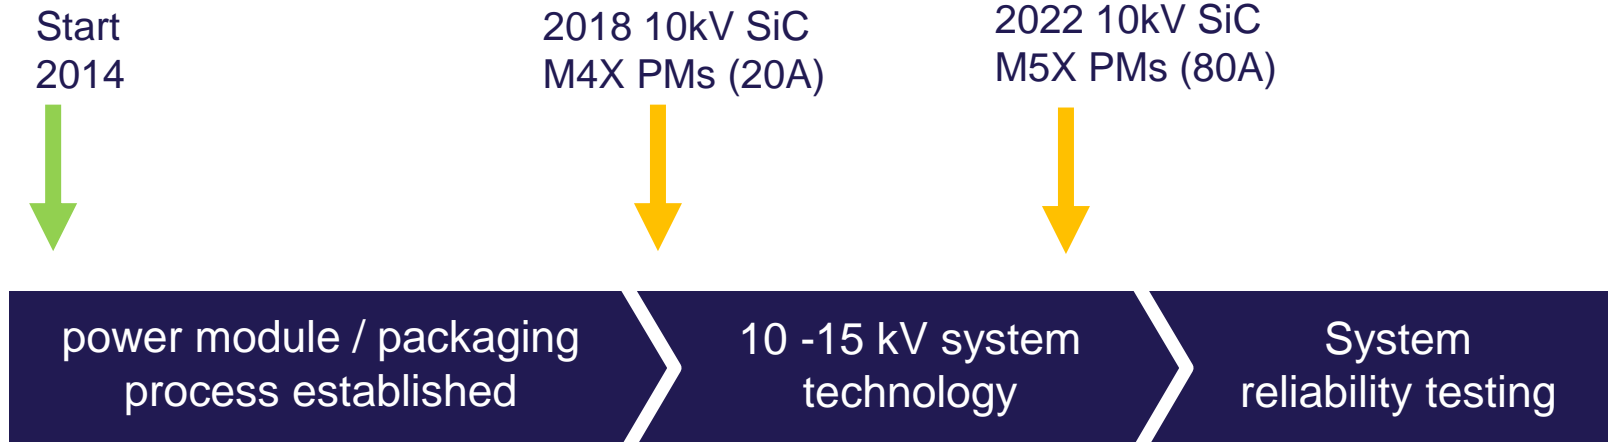 Start
2014
2018 10kV SiC
M4X PMs (20A)
2022 10kV SiC
M5X PMs (80A)
power module / packaging
process established
10 -15 kV system
technology
System
reliability testing